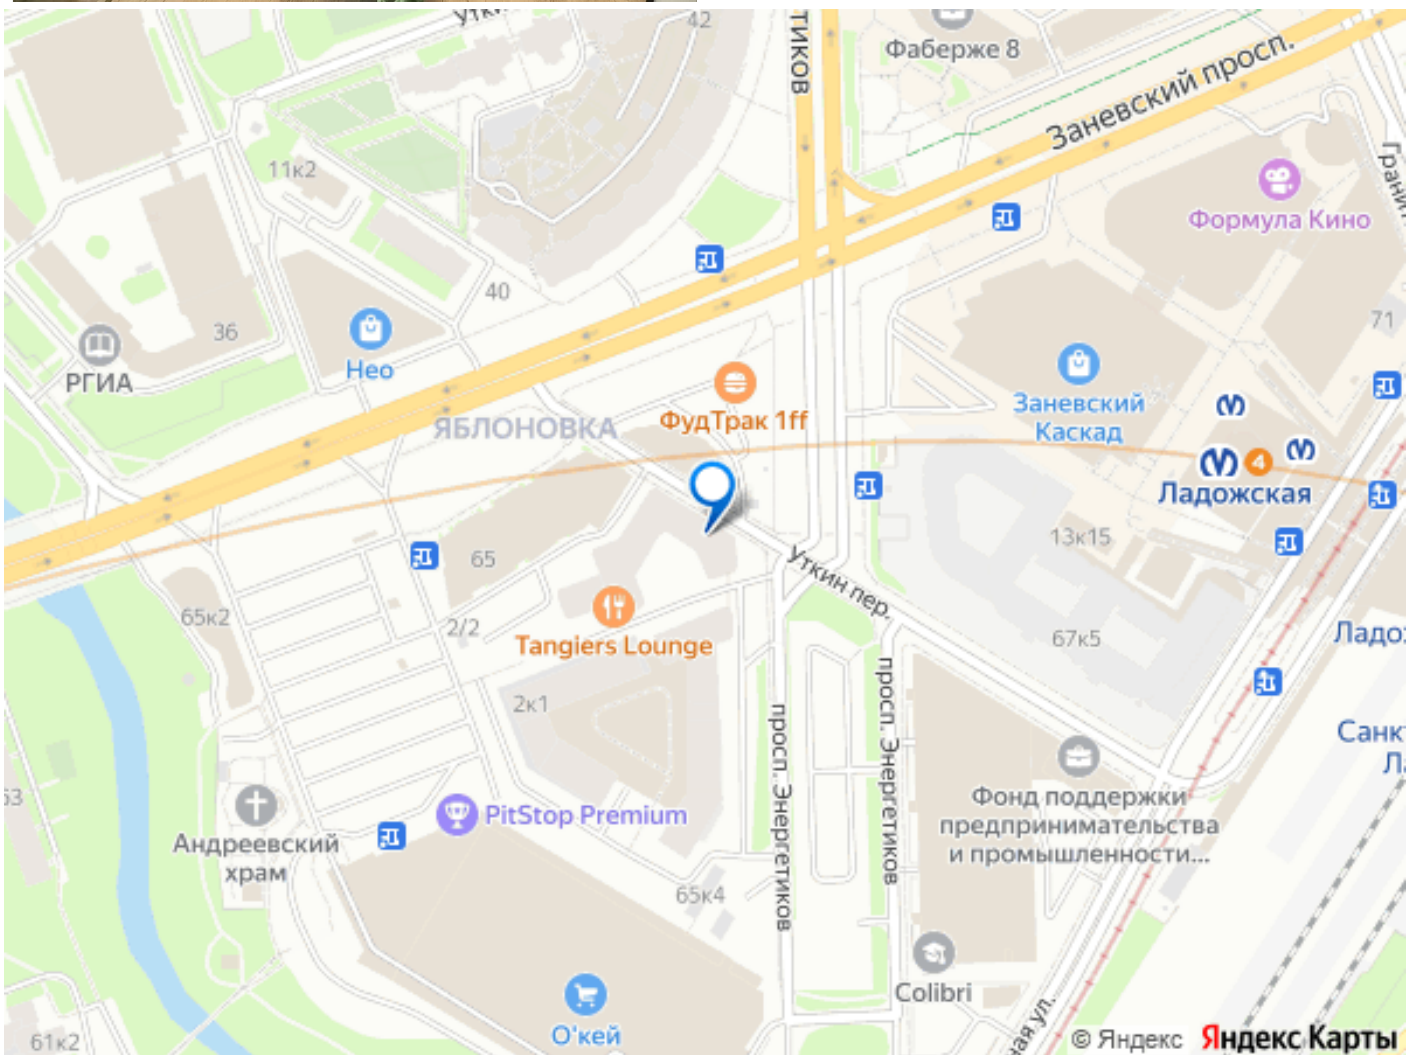 42
тиков
Фаберже 8
Заневский просп.
11к2
Формула Кино
40
36
71
РГИА
Нео
ЯБЛОНОВКА
ФудТрак 1ff
Заневский
Каскад
4
Ладожская
65
13к15
Уткин пер.
65к2
2/2
Tangiers Lounge
67к5
2к1
просп. Энергетиков
просп. Энергетиков
PitStop Premium
Андреевский
храм
Фонд поддержки
предпринимательства
и промышленности...
65к4
Colibri
О'кей
61к2
© Яндекс Яндекс Карты